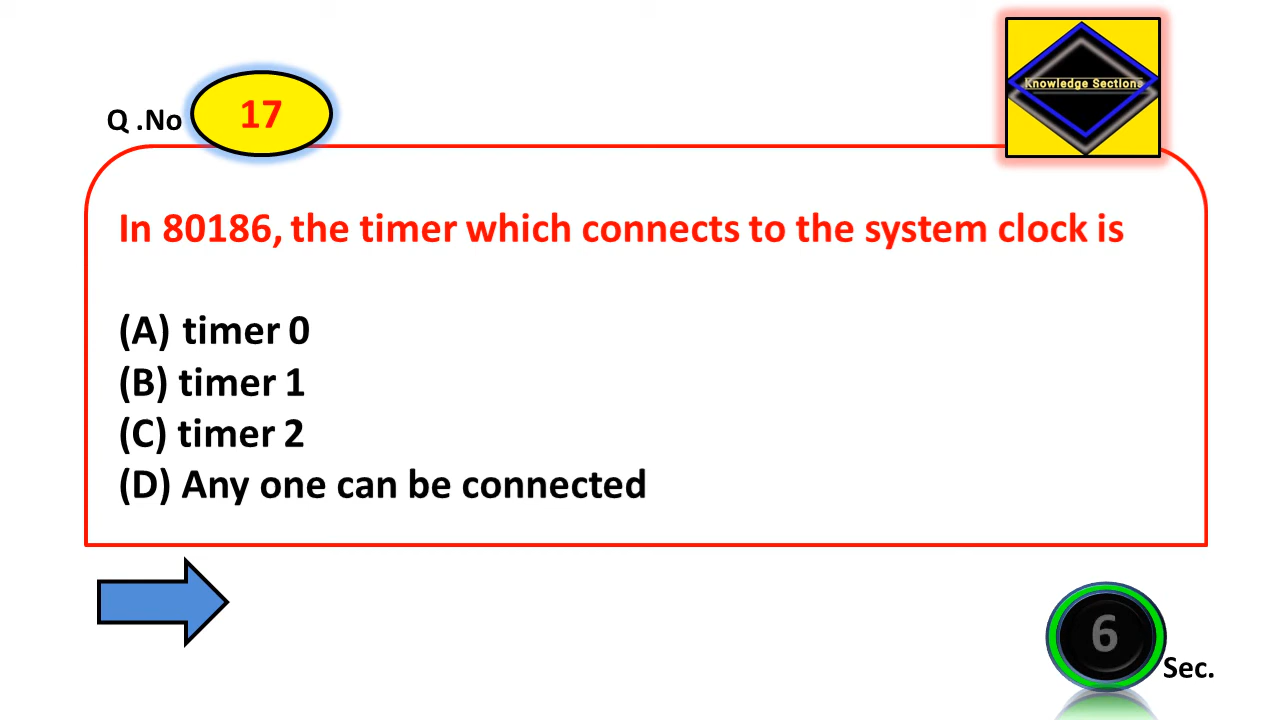 Knowledge Sections
Q .No 17
In 80186, the timer which connects to the system clock is
(A) timer 0
(B) timer 1
(C) timer 2
(D) Any one can be connected
6 Sec.